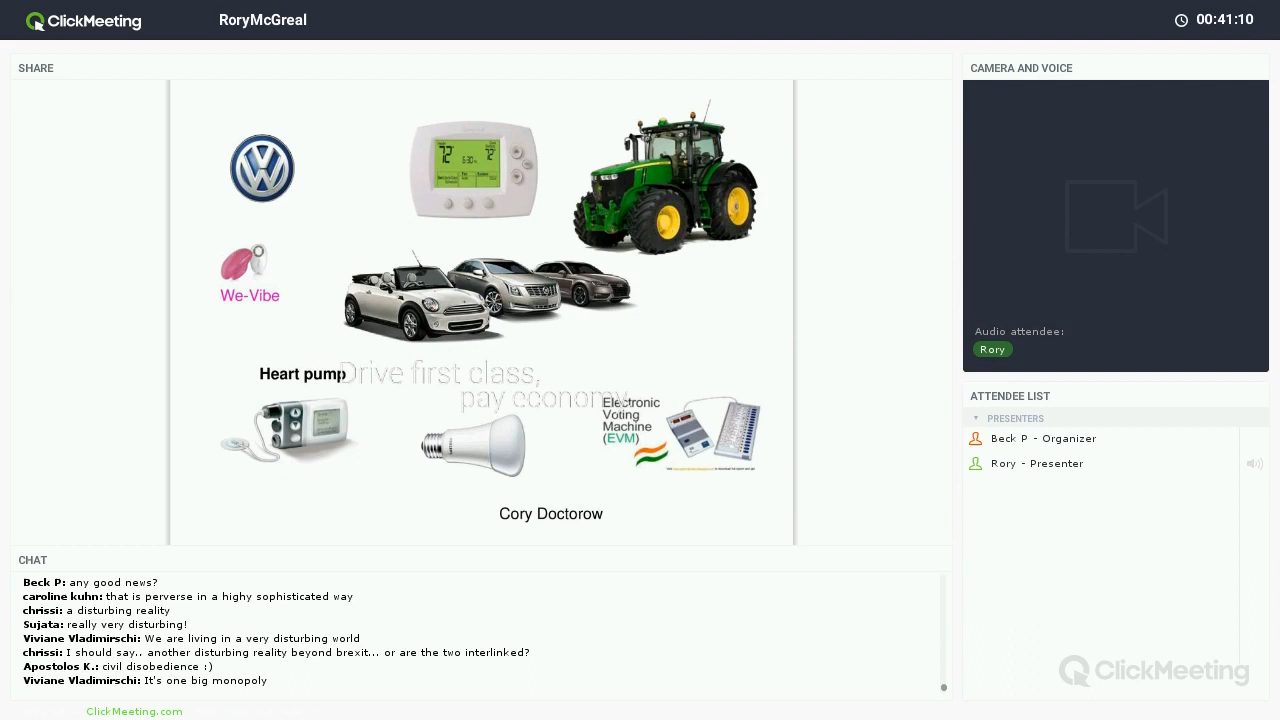 ClickMeeting
RoryMcGreal
00:41:10
SHARE
CAMERA AND VOICE
72°
72°
We-Vibe
Heart pump
Drive first class,
pay economy
Electronic
Voting
Machine
(EVM)
Cory Doctorow
Audio attendee:
Rory
ATTENDEE LIST
PRESENTERS
Beck P - Organizer
Rory - Presenter
CHAT
Beck P: any good news?
caroline kuhn: that is perverse in a highy sophisticated way
chrissi: a disturbing reality
Sujata: really very disturbing!
Viviane Vladimirschi: We are living in a very disturbing world
chrissi: I should say.. another disturbing reality beyond brexit... or are the two interlinked?
Apostolos K.: civil disobedience :)
Viviane Vladimirschi: It's one big monopoly
ClickMeeting
ClickMeeting.com